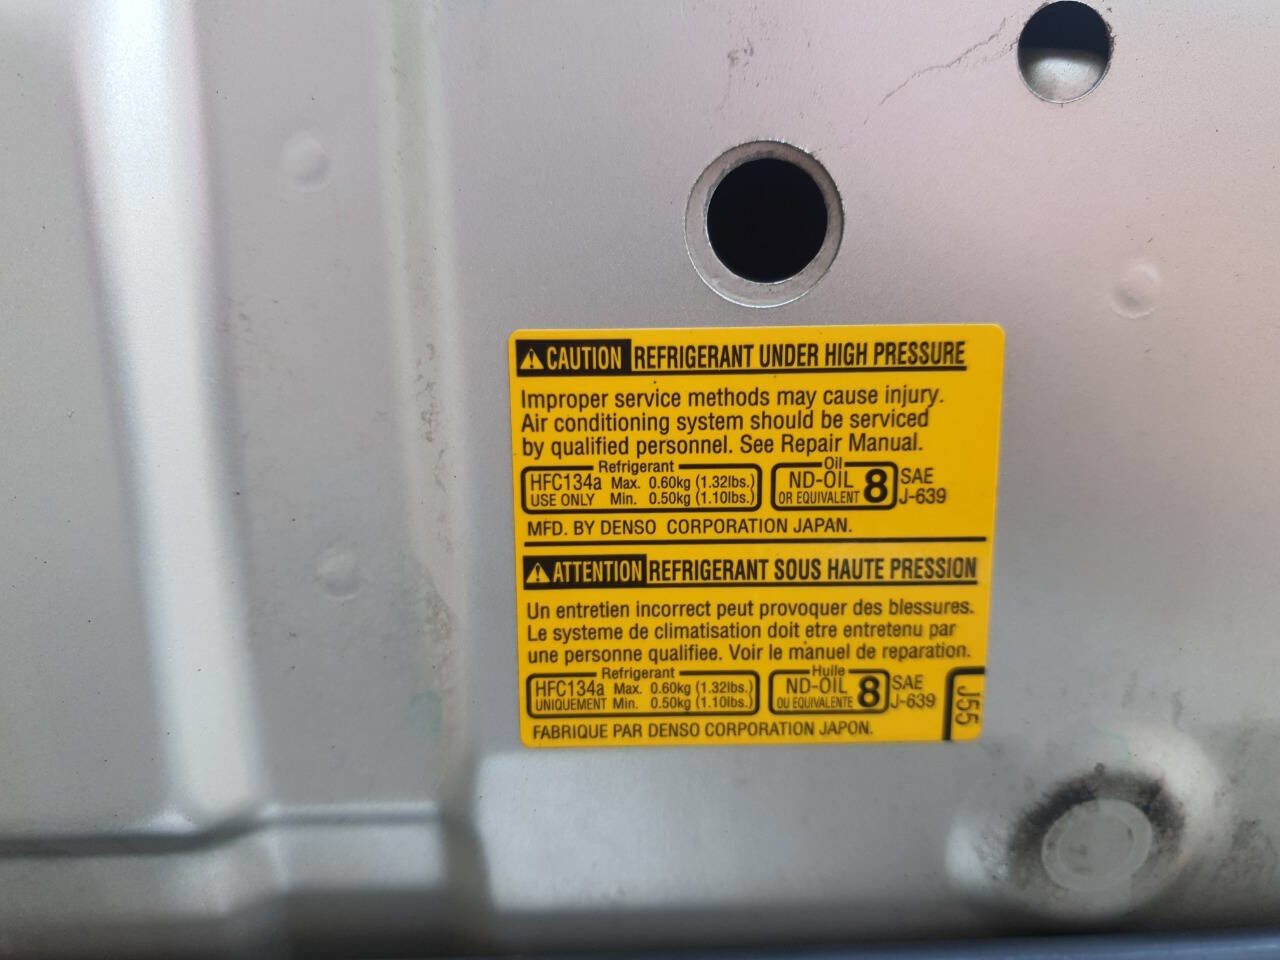 CAUTION REFRIGERANT UNDER HIGH PRESSURE
Improper service methods may cause injury.
Air conditioning system should be serviced
by qualified personnel. See Repair Manual.
Refrigerant Oil
HFC134a Max. 0.60kg (1.32lbs.) ND-OIL 8 SAE
USE ONLY Min. 0.50kg (1.10lbs.) OR EQUIVALENT J-639
MFD. BY DENSO CORPORATION JAPAN.
ATTENTION REFRIGERANT SOUS HAUTE PRESSION
Un entretien incorrect peut provoquer des blessures.
Le systeme de climatisation doit etre entretenu par
une personne qualifiee. Voir le manuel de reparation.
Refrigerant Huile
HFC134a Max. 0.60kg (1.32lbs.) ND-OIL 8 SAE
UNIQUEMENT Min. 0.50kg (1.10lbs.) OU EQUIVALENTE J-639
FABRIQUE PAR DENSO CORPORATION JAPON.
J55